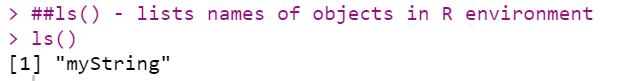 > ##ls() - lists names of objects in R environment
> ls()
[1] "myString"